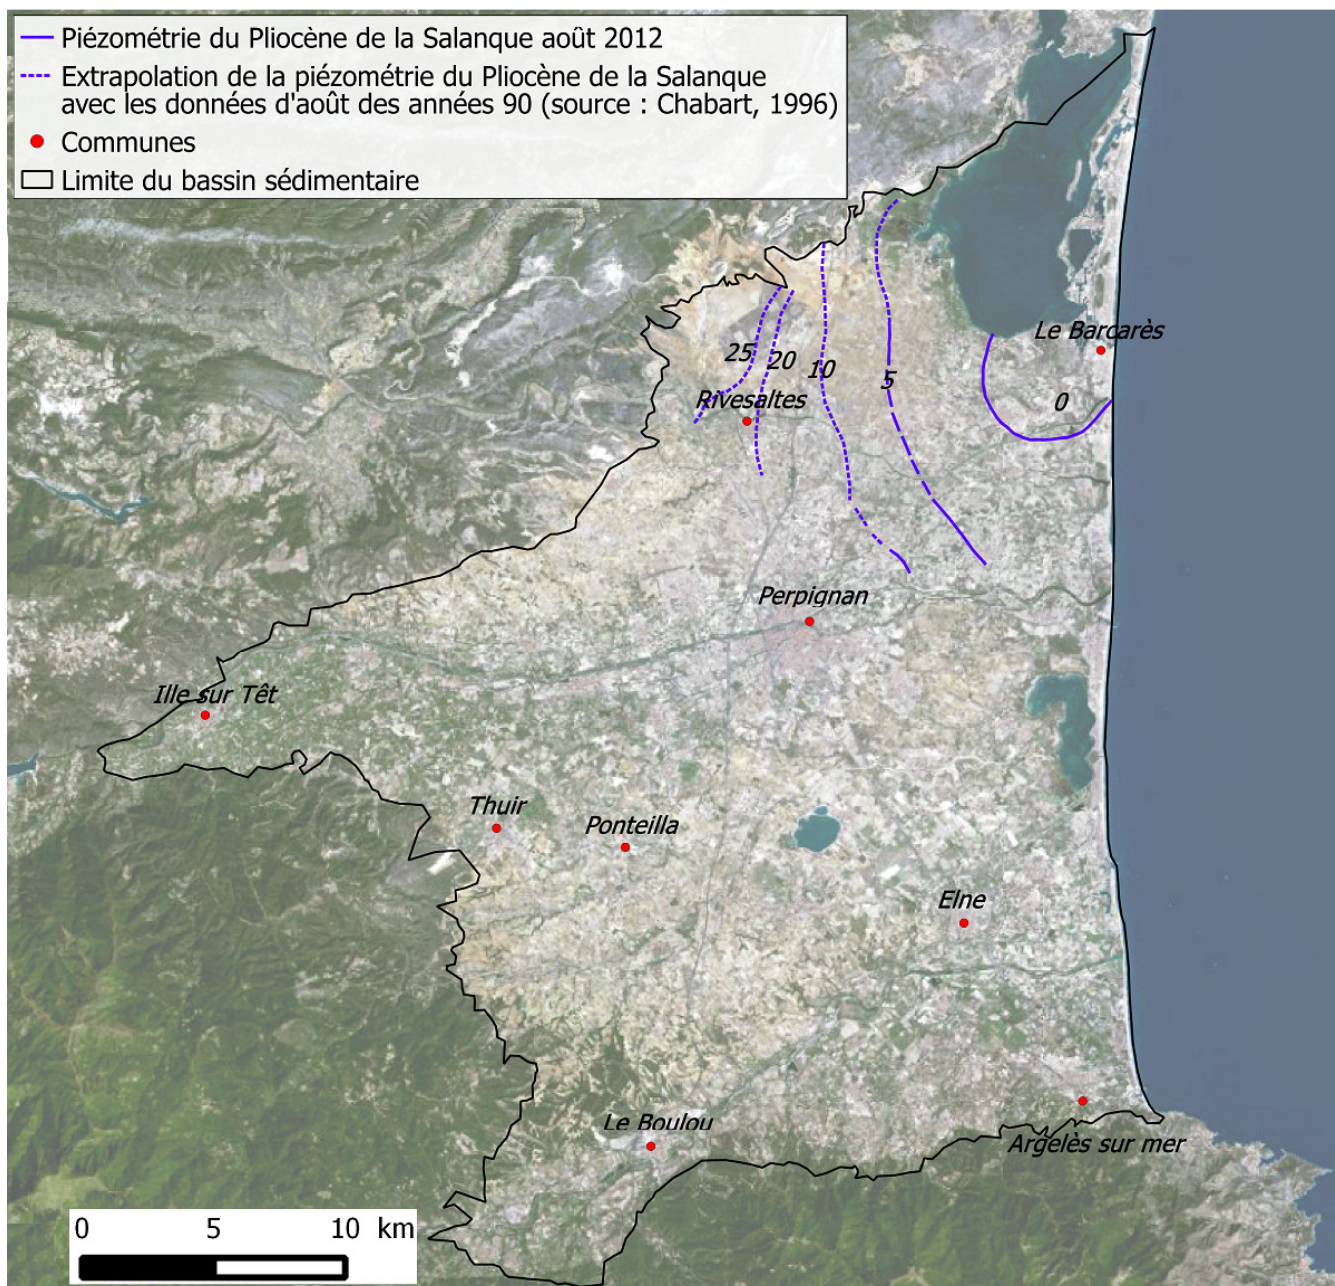 Piézométrie du Pliocène de la Salanque août 2012
Extrapolation de la piézométrie du Pliocène de la Salanque
avec les données d'août des années 90 (source : Chabart, 1996)
Communes
Limite du bassin sédimentaire
Le Barcarès
25
20
10
5
0
Rivesaltes
Perpignan
Ille sur Têt
Thuir
Ponteilla
Elne
Le Boulou
Argelès sur mer
0 5 10 km